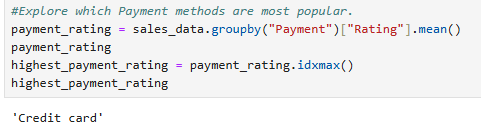 #Explore which Payment methods are most popular.
payment_rating = sales_data.groupby("Payment")["Rating"].mean()
payment_rating
highest_payment_rating = payment_rating.idxmax()
highest_payment_rating
'Credit card'